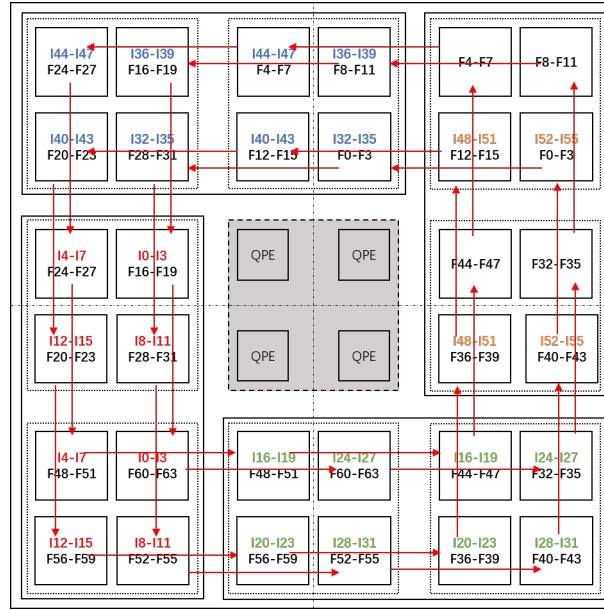 I44-I47
F24-F27
I36-I39
F16-F19
I44-I47
F4-F7
I36-I39
F8-F11
F4-F7
F8-F11
I40-I43
F20-F23
I32-I35
F28-F31
I40-I43
F12-F15
I32-I35
F0-F3
I48-I51
F12-F15
I52-I55
F0-F3
I4-I7
F24-F27
I0-I3
F16-F19
QPE
QPE
F44-F47
F32-F35
I12-I15
F20-F23
I8-I11
F28-F31
QPE
QPE
I48-I51
F36-F39
I52-I55
F40-F43
I4-I7
F48-F51
I0-I3
F60-F63
I16-I19
F48-F51
I24-I27
F60-F63
I16-I19
F44-F47
I24-I27
F32-F35
I12-I15
F56-F59
I8-I11
F52-F55
I20-I23
F56-F59
I28-I31
F52-F55
I20-I23
F36-F39
I28-I31
F40-F43